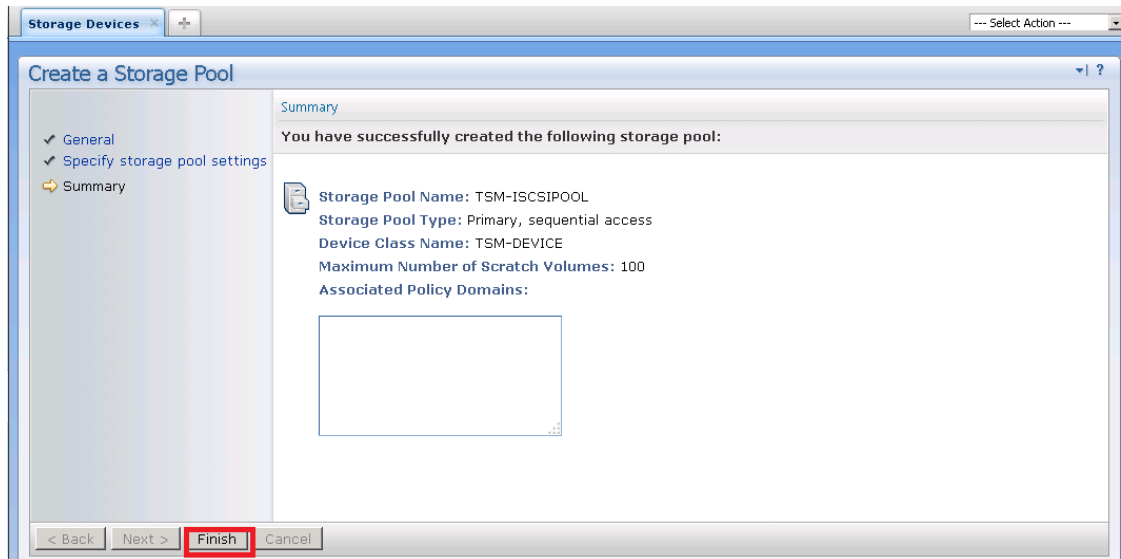 Storage Devices
--- Select Action ---
Create a Storage Pool
?
General
Specify storage pool settings
Summary
Summary
You have successfully created the following storage pool:
Storage Pool Name: TSM-ISCSIPOOL
Storage Pool Type: Primary, sequential access
Device Class Name: TSM-DEVICE
Maximum Number of Scratch Volumes: 100
Associated Policy Domains:
< Back Next > Finish Cancel